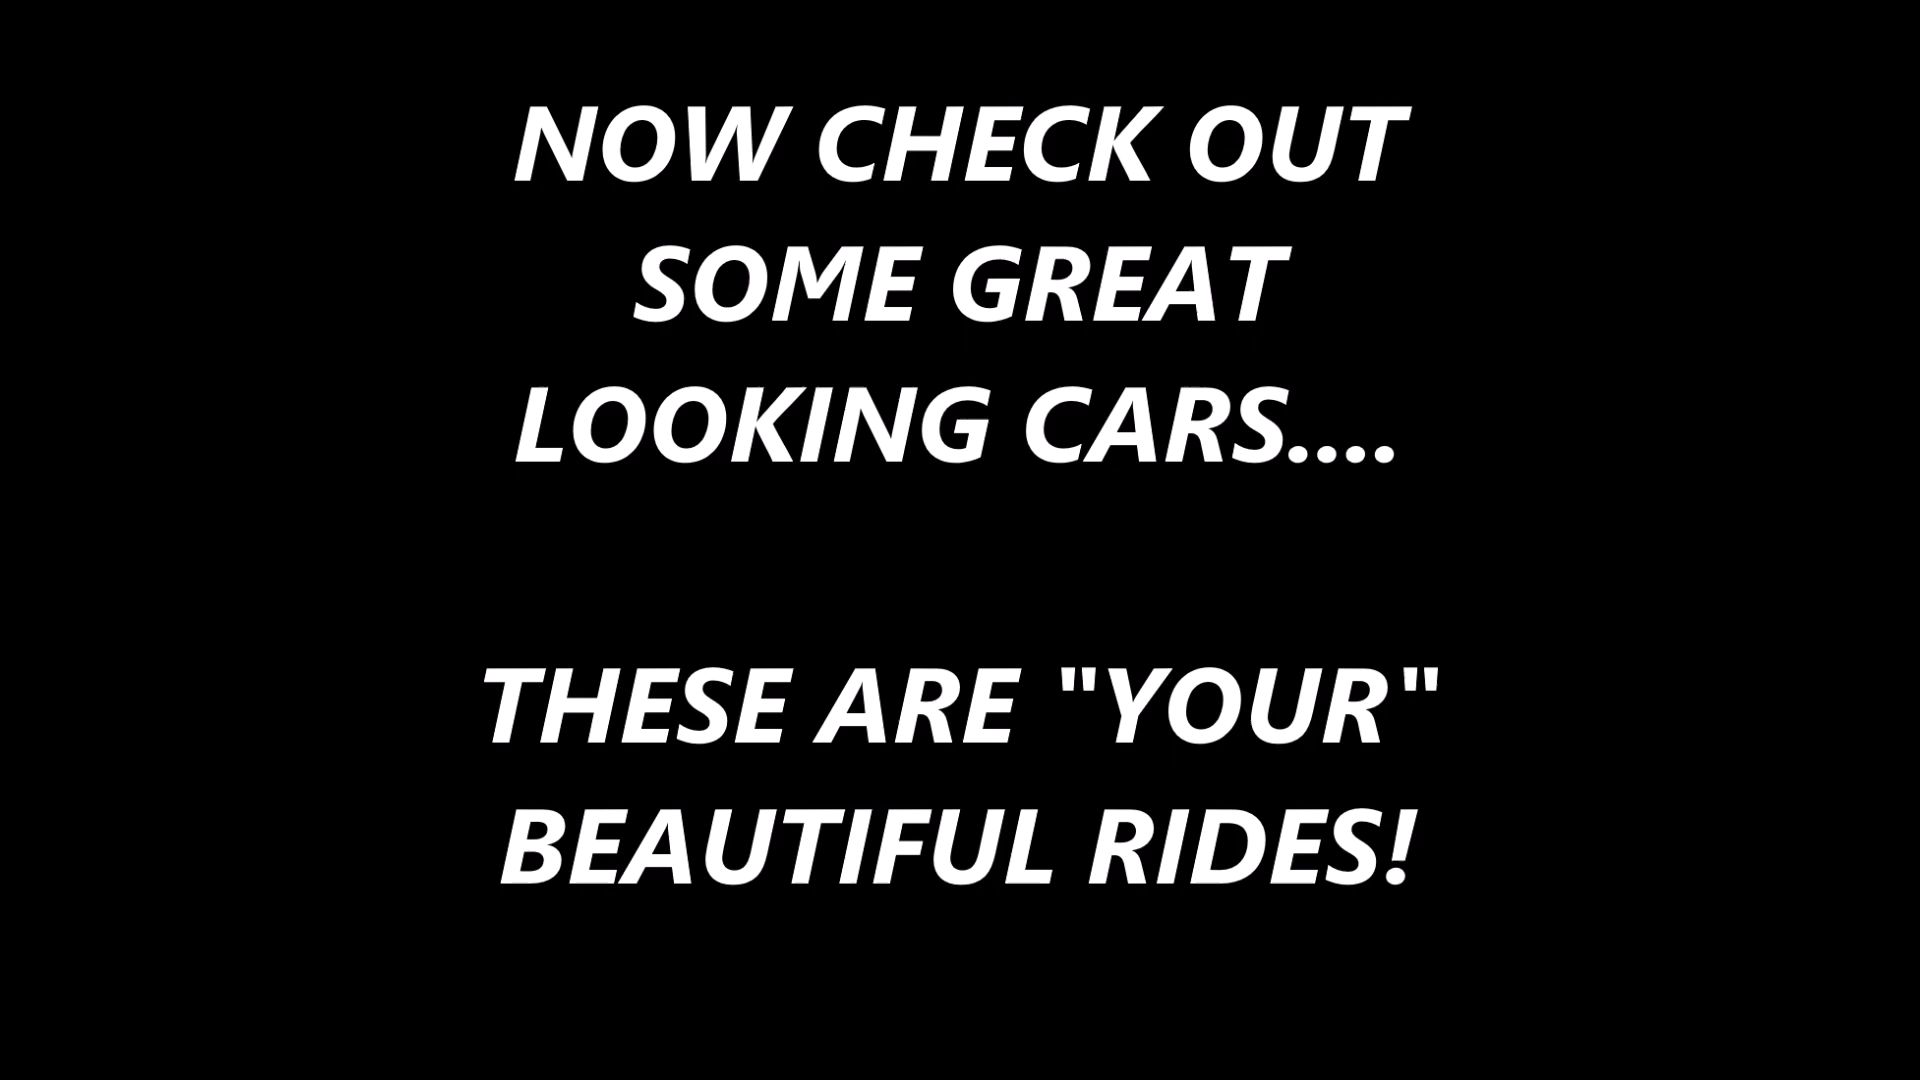 NOW CHECK OUT
SOME GREAT
LOOKING CARS....
THESE ARE "YOUR"
BEAUTIFUL RIDES!